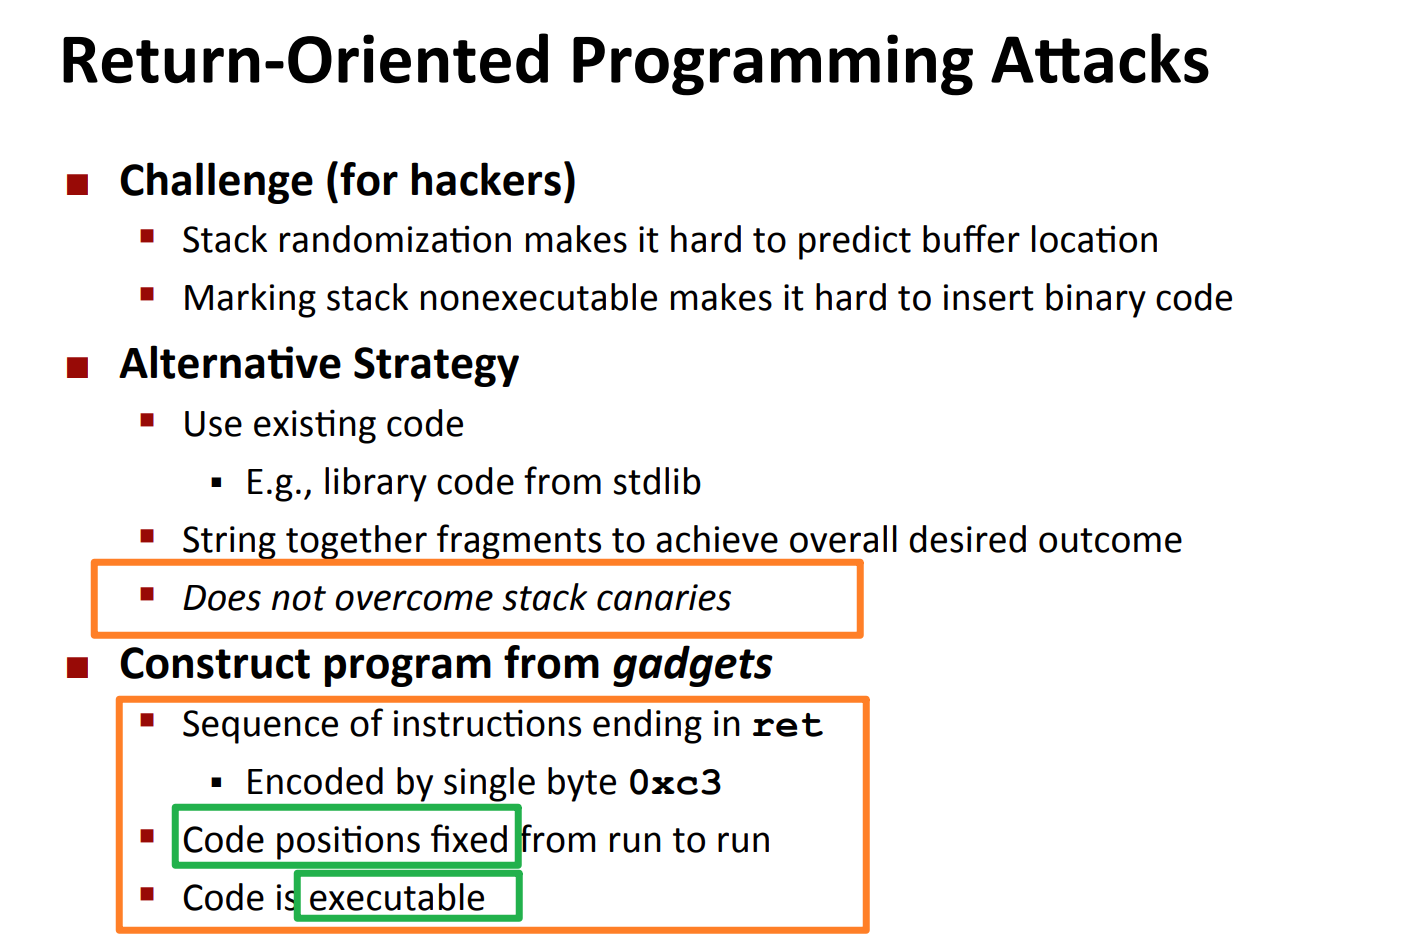 Return-Oriented Programming Attacks
Challenge (for hackers)
Stack randomization makes it hard to predict buffer location
Marking stack nonexecutable makes it hard to insert binary code
Alternative Strategy
Use existing code
E.g., library code from stdlib
String together fragments to achieve overall desired outcome
Does not overcome stack canaries
Construct program from gadgets
Sequence of instructions ending in ret
Encoded by single byte 0xc3
Code positions fixed from run to run
Code is executable